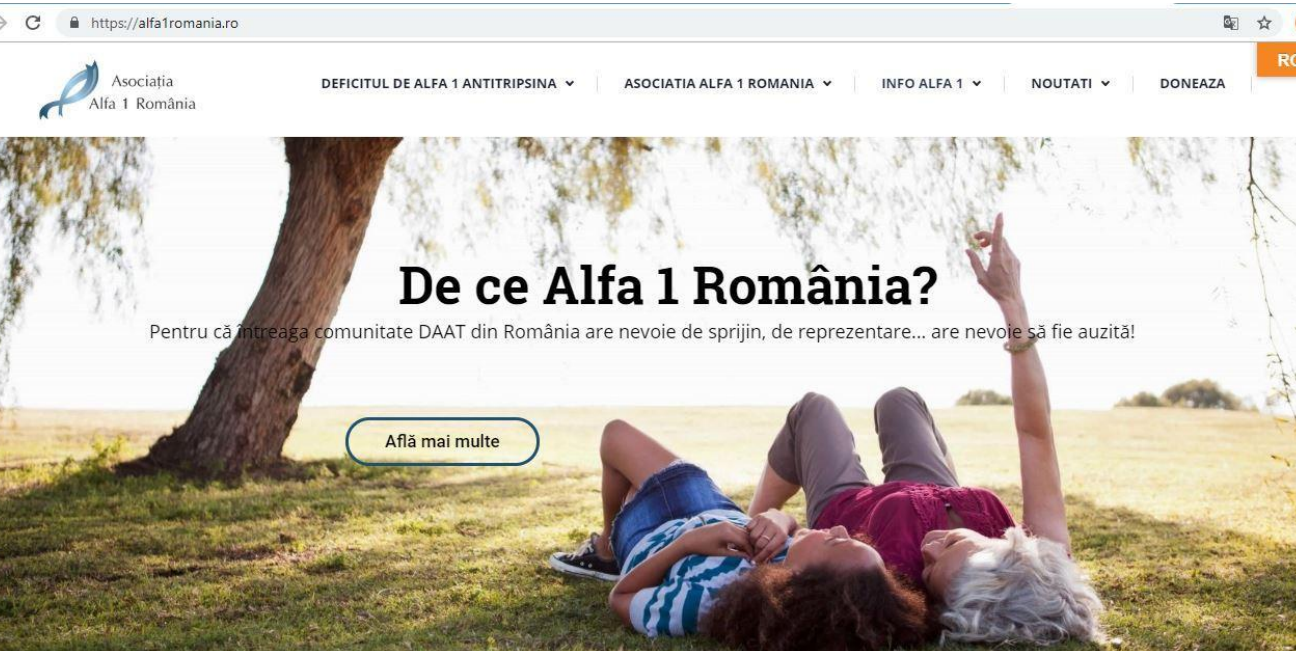 https://alfa1romania.ro
RO
Asociația
Alfa 1 România
DEFICITUL DE ALFA 1 ANTITRIPSINA
ASOCIATIA ALFA 1 ROMANIA
INFO ALFA 1
NOUTATI
DONEAZA
De ce Alfa 1 România?
Pentru că întreaga comunitate DAAT din România are nevoie de sprijin, de reprezentare... are nevoie să fie auzită!
Află mai multe